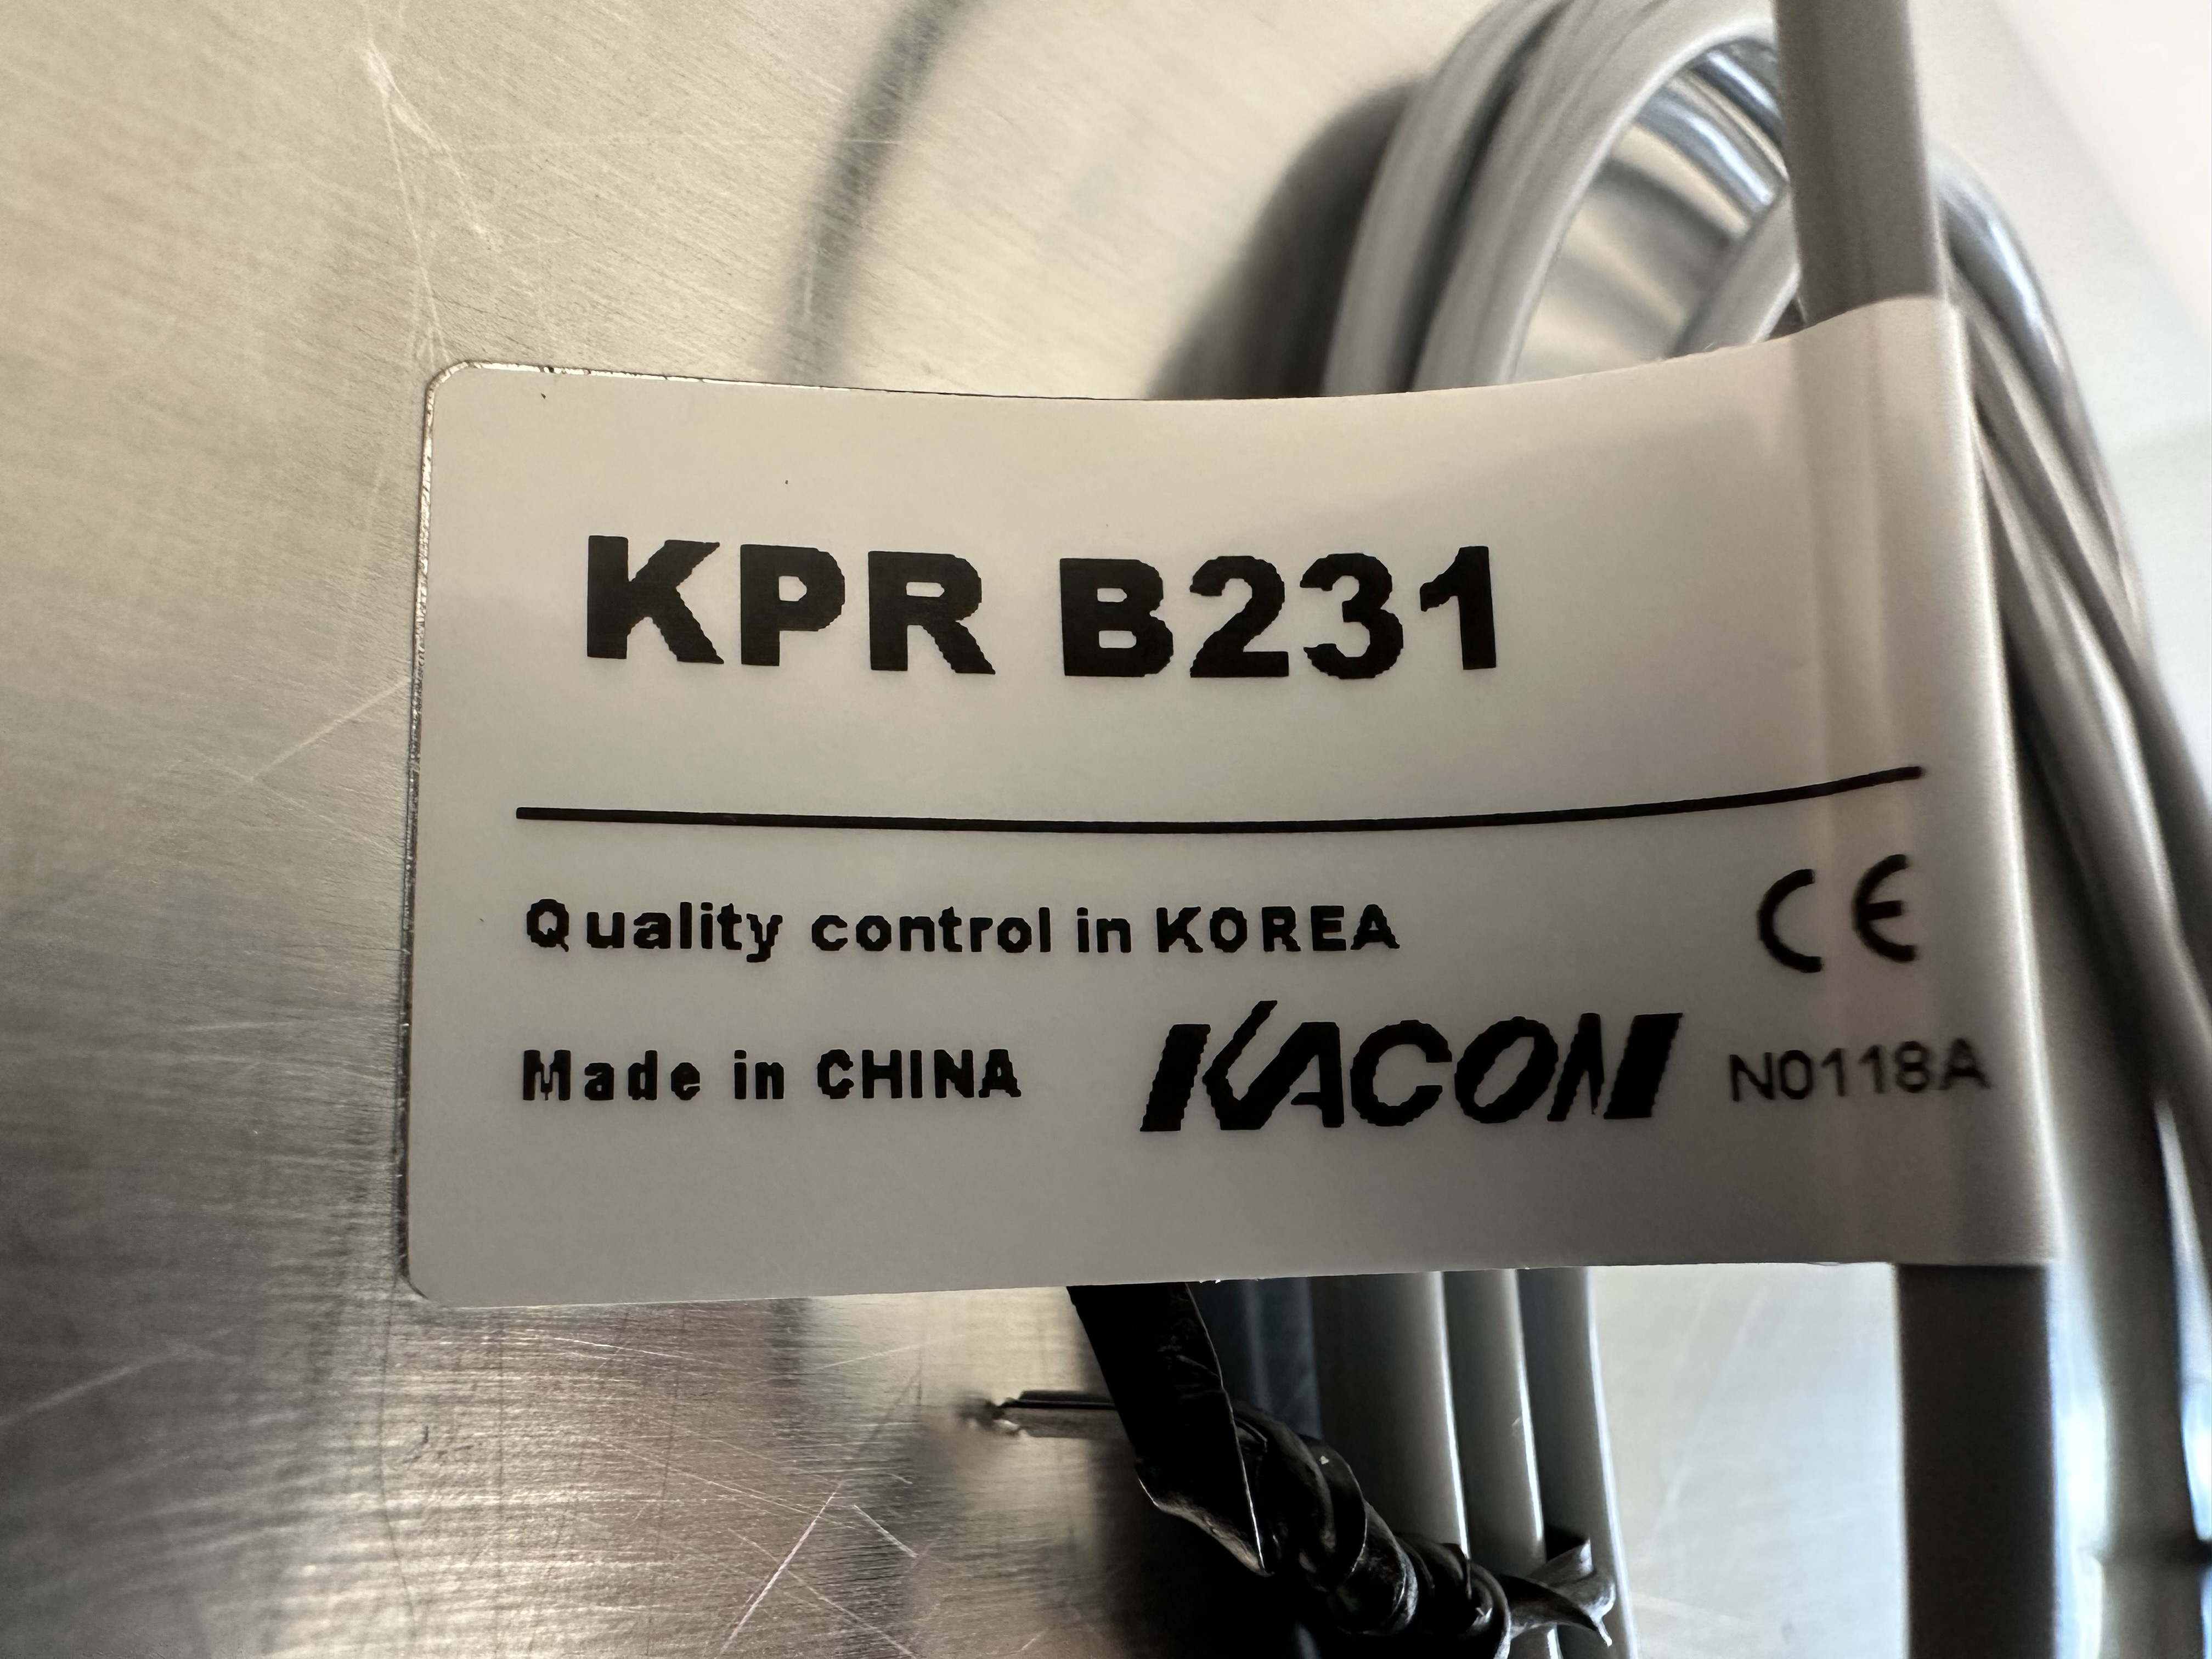 KPR B231
Quality control in KOREA
CE
Made in CHINA KACON N0118A